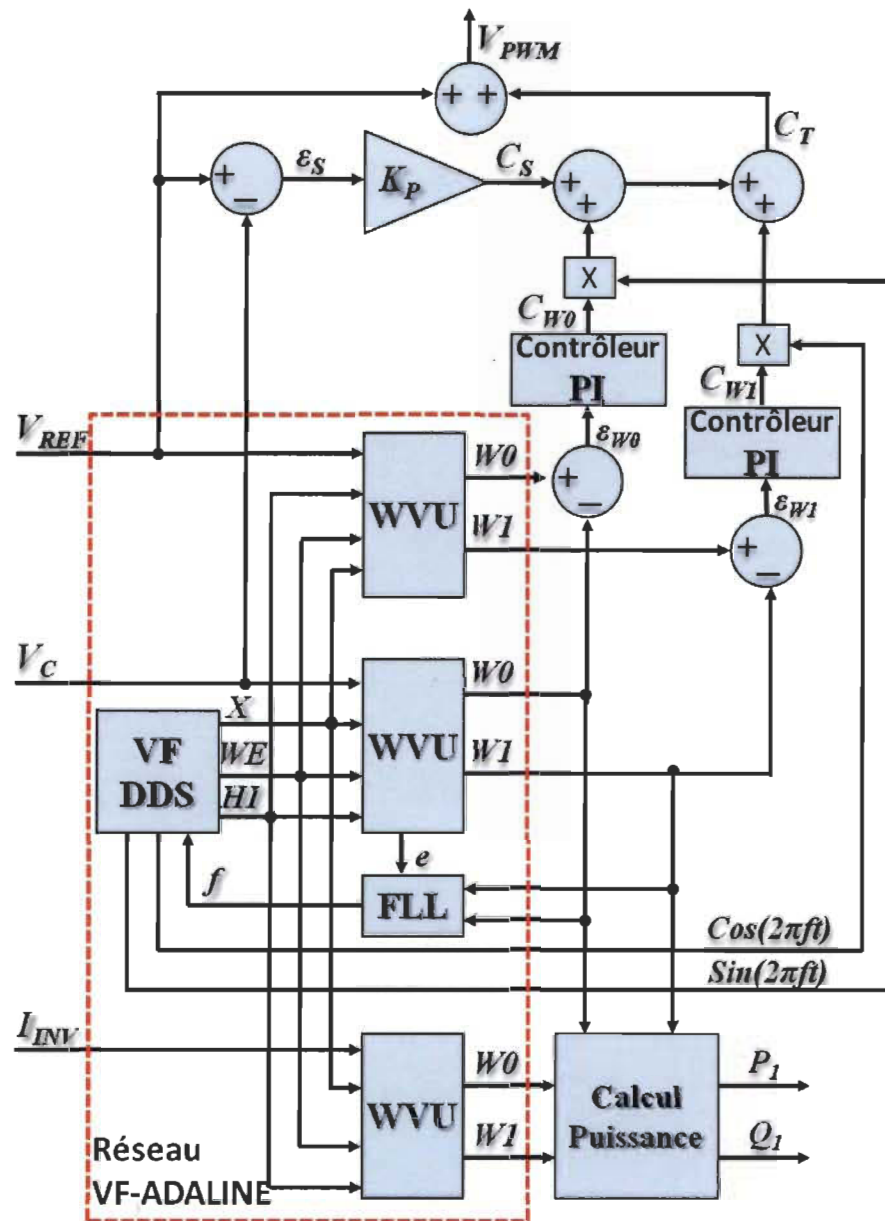 V_PWM
+ +
C_T
ε_S
C_S
+
−
K_P
+
+
+
+
X
C_W0
X
Contrôleur
PI
C_W1
Contrôleur
PI
V_REF
ε_W0
W0
+
−
ε_W1
WVU
W1
+
−
V_C
W0
X
VF
DDS
WE
WVU
W1
HI
e
f
FLL
Cos(2πft)
Sin(2πft)
I_INV
W0
P_1
WVU
Calcul
Puissance
W1
Q_1
Réseau
VF-ADALINE